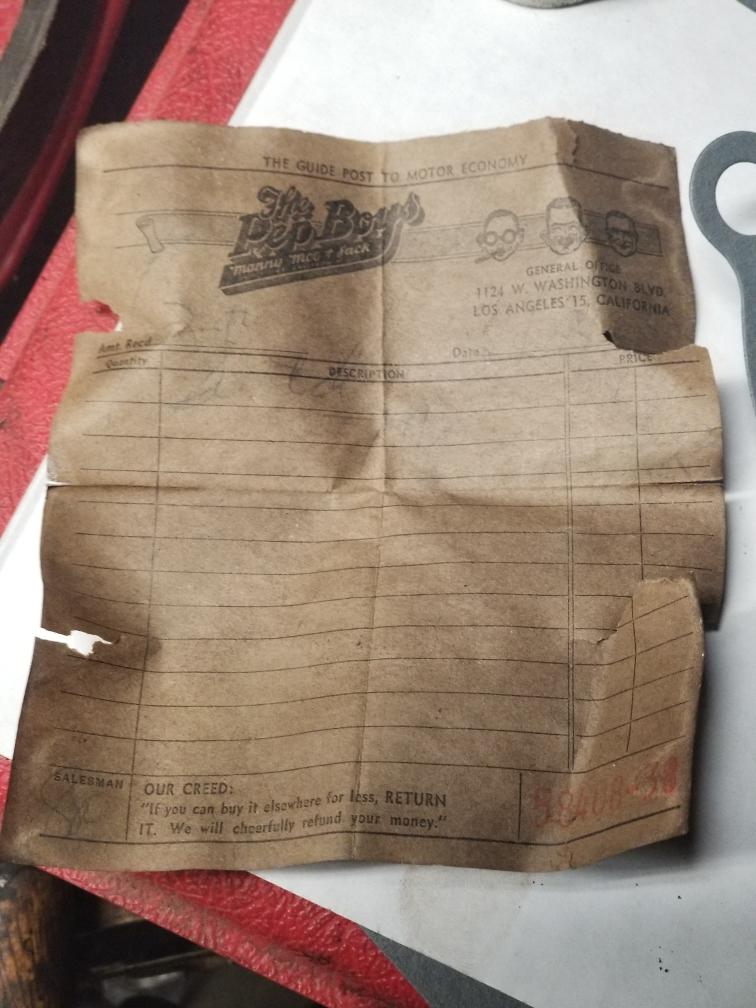 THE GUIDE POST TO MOTOR ECONOMY
The
Pep Boys
"manny moe & Jack"
GENERAL OFFICE
1124 W. WASHINGTON BLVD.
LOS ANGELES 15, CALIFORNIA
Amt. Recd. Date
Quantity DESCRIPTION PRICE
SALESMAN OUR CREED:
"If you can buy it elsewhere for less, RETURN
IT. We will cheerfully refund your money."